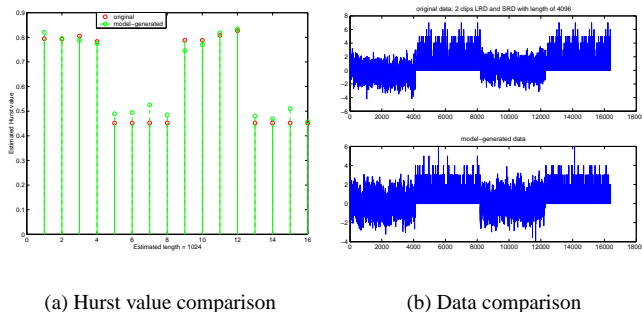 original
model-generated
0.9
0.8
0.7
0.6
0.5
0.4
0.3
0.2
0.1
0
Estimated Hurst value
0 2 4 6 8 10 12 14 16
Estimated length = 1024
(a) Hurst value comparison
original data: 2 clips LRD and SRD with length of 4096
8
6
4
2
0
−2
−4
−6
0 2000 4000 6000 8000 10000 12000 14000 16000 18000
model−generated data
6
4
2
0
−2
−4
0 2000 4000 6000 8000 10000 12000 14000 16000 18000
(b) Data comparison